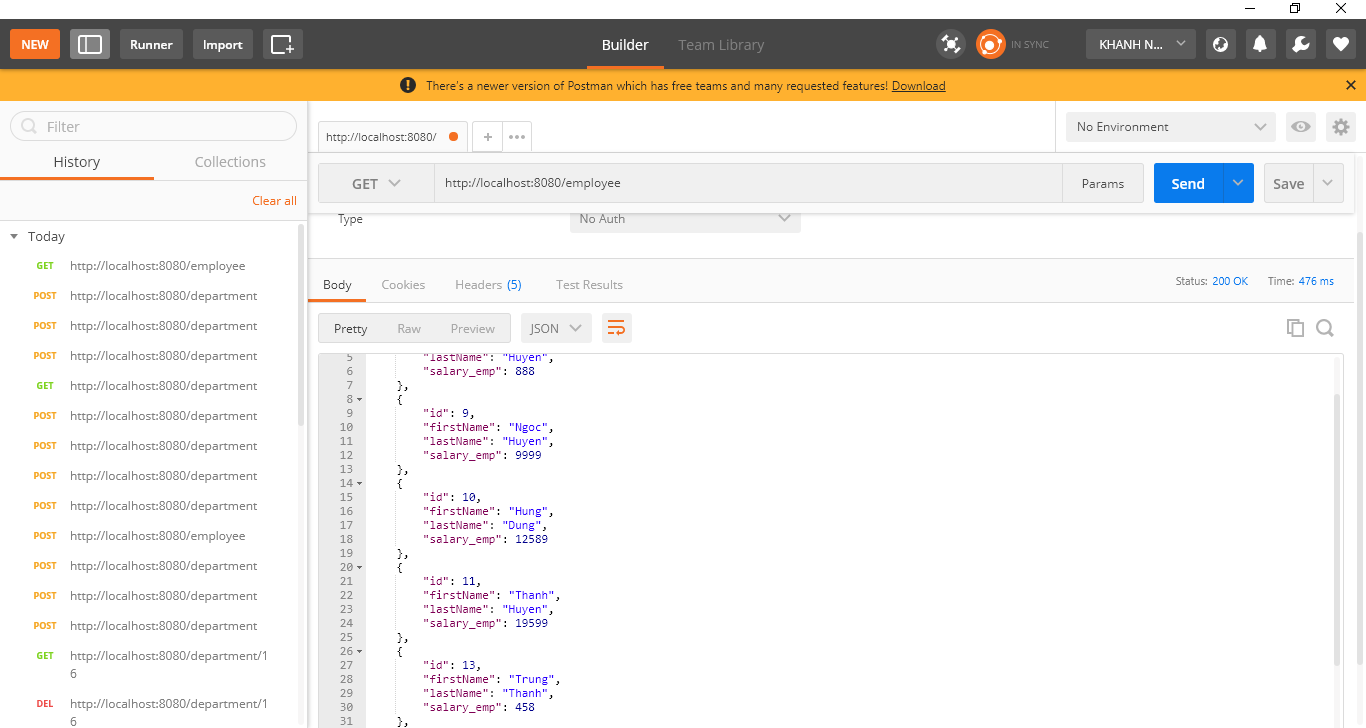 NEW Runner Import Builder Team Library IN SYNC KHANH N...
There's a newer version of Postman which has free teams and many requested features! Download
Filter
History Collections
Clear all
Today
GET http://localhost:8080/employee
POST http://localhost:8080/department
POST http://localhost:8080/department
POST http://localhost:8080/department
GET http://localhost:8080/department
POST http://localhost:8080/department
POST http://localhost:8080/department
POST http://localhost:8080/department
POST http://localhost:8080/department
POST http://localhost:8080/employee
POST http://localhost:8080/department
POST http://localhost:8080/department
POST http://localhost:8080/department
GET http://localhost:8080/department/1
6
DEL http://localhost:8080/department/1
6
http://localhost:8080/ + No Environment
GET http://localhost:8080/employee Params Send Save
Type No Auth
Body Cookies Headers (5) Test Results Status: 200 OK Time: 476 ms
Pretty Raw Preview JSON
5 "lastName": "Huyen",
6 "salary_emp": 888
7 },
8 {
9 "id": 9,
10 "firstName": "Ngoc",
11 "lastName": "Huyen",
12 "salary_emp": 9999
13 },
14 {
15 "id": 10,
16 "firstName": "Hung",
17 "lastName": "Dung",
18 "salary_emp": 12589
19 },
20 {
21 "id": 11,
22 "firstName": "Thanh",
23 "lastName": "Huyen",
24 "salary_emp": 19599
25 },
26 {
27 "id": 13,
28 "firstName": "Trung",
29 "lastName": "Thanh",
30 "salary_emp": 458
31 },